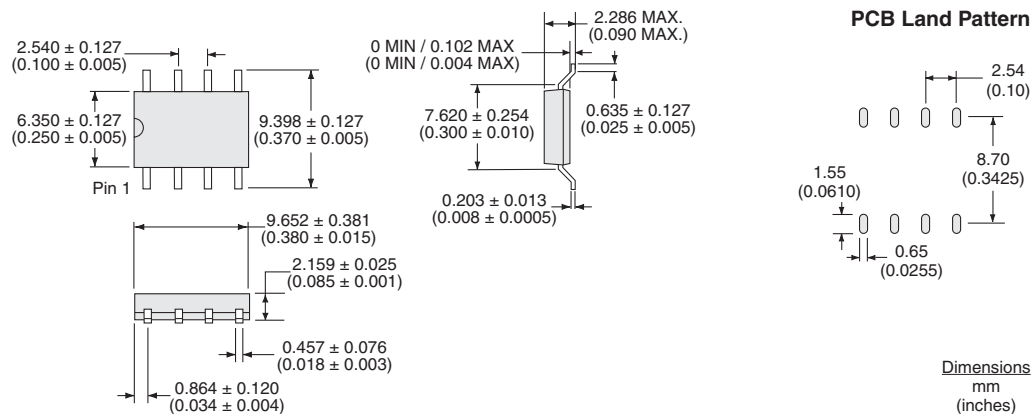 2.540 ± 0.127
(0.100 ± 0.005)
6.350 ± 0.127
(0.250 ± 0.005)
9.398 ± 0.127
(0.370 ± 0.005)
Pin 1
9.652 ± 0.381
(0.380 ± 0.015)
2.159 ± 0.025
(0.085 ± 0.001)
0.457 ± 0.076
(0.018 ± 0.003)
0.864 ± 0.120
(0.034 ± 0.004)
2.286 MAX.
(0.090 MAX.)
0 MIN / 0.102 MAX
(0 MIN / 0.004 MAX)
7.620 ± 0.254
(0.300 ± 0.010)
0.635 ± 0.127
(0.025 ± 0.005)
0.203 ± 0.013
(0.008 ± 0.0005)
PCB Land Pattern
2.54
(0.10)
8.70
(0.3425)
1.55
(0.0610)
0.65
(0.0255)
Dimensions
mm
(inches)